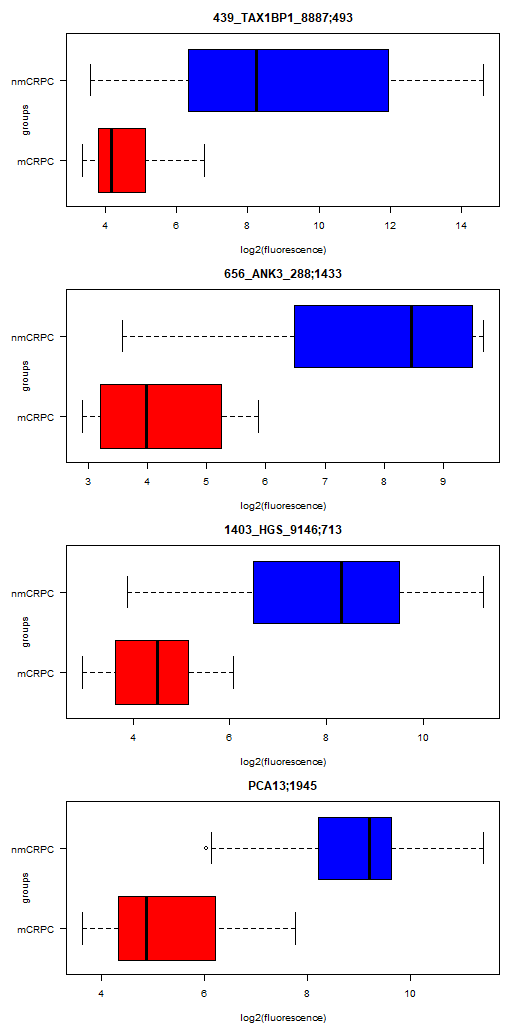 439_TAX1BP1_8887;493
nmCRPC
groups
mCRPC
4 6 8 10 12 14
log2(fluorescence)
656_ANK3_288;1433
nmCRPC
groups
mCRPC
3 4 5 6 7 8 9
log2(fluorescence)
1403_HGS_9146;713
nmCRPC
groups
mCRPC
4 6 8 10
log2(fluorescence)
PCA13;1945
nmCRPC
groups
mCRPC
4 6 8 10
log2(fluorescence)